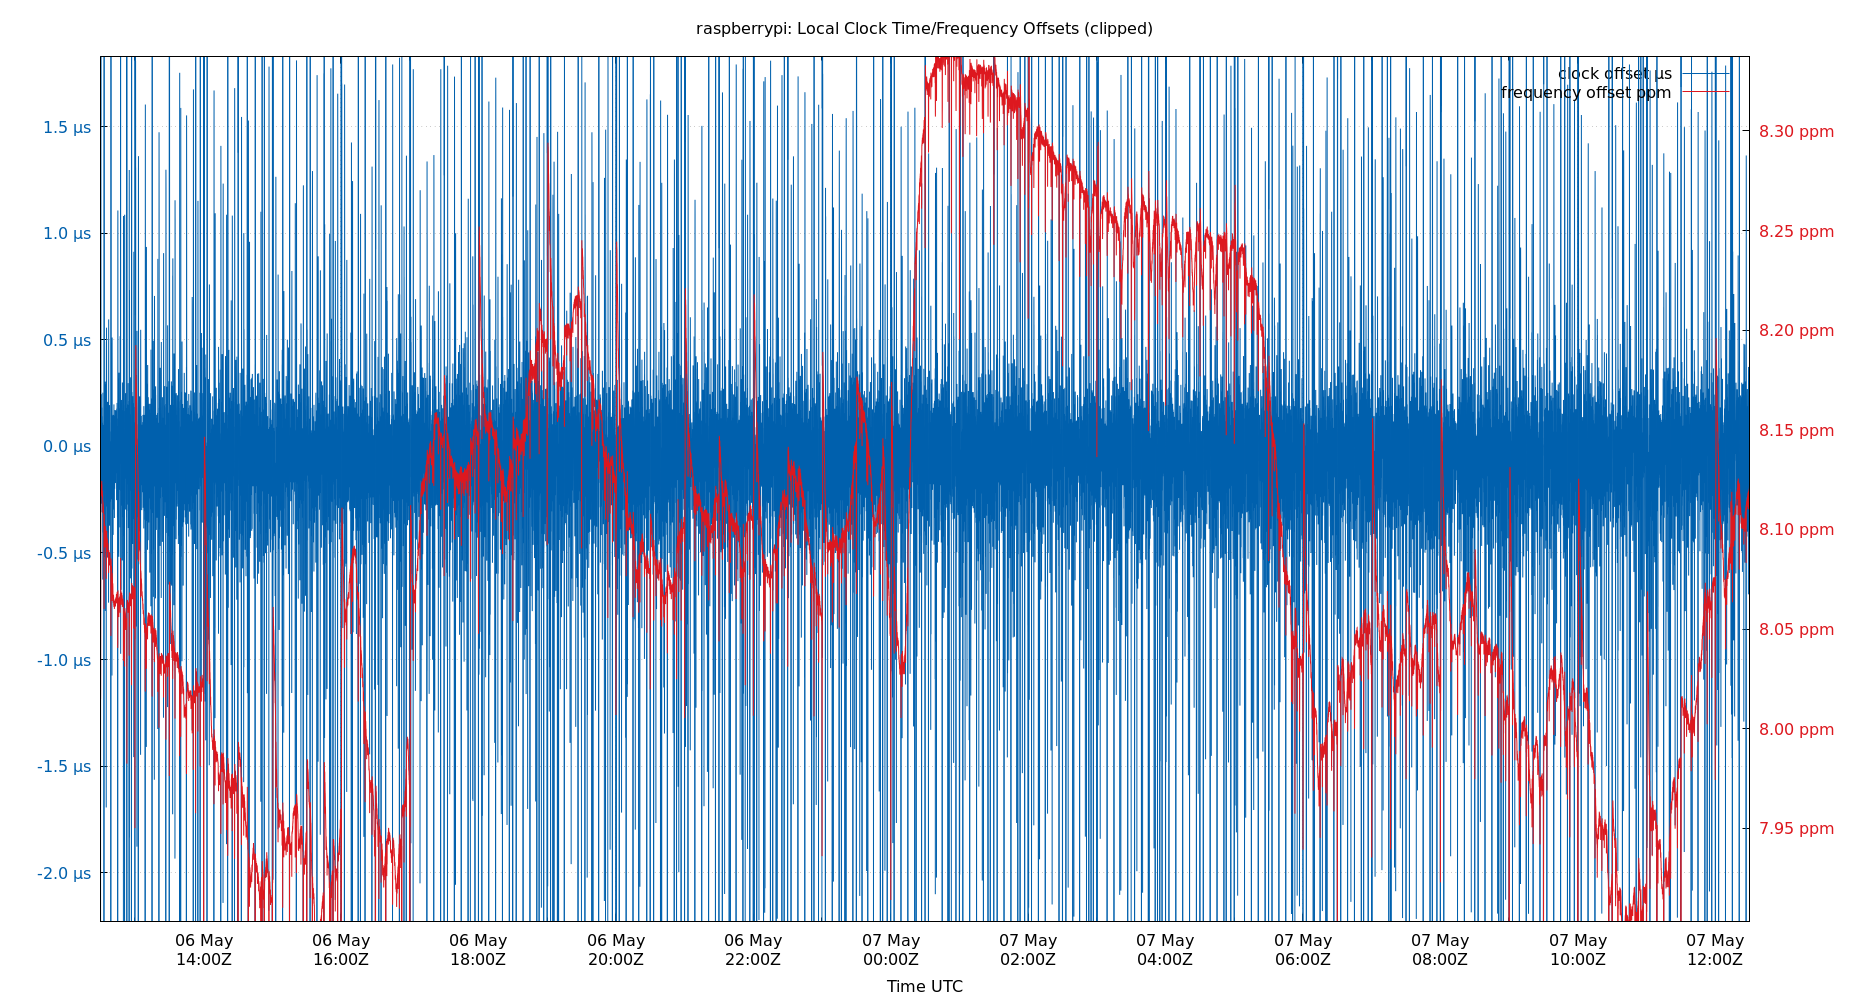 raspberrypi: Local Clock Time/Frequency Offsets (clipped)
clock offset µs
frequency offset ppm
1.5 µs
1.0 µs
0.5 µs
0.0 µs
-0.5 µs
-1.0 µs
-1.5 µs
-2.0 µs
8.30 ppm
8.25 ppm
8.20 ppm
8.15 ppm
8.10 ppm
8.05 ppm
8.00 ppm
7.95 ppm
06 May 06 May 06 May 06 May 06 May 07 May 07 May 07 May 07 May 07 May 07 May 07 May
14:00Z 16:00Z 18:00Z 20:00Z 22:00Z 00:00Z 02:00Z 04:00Z 06:00Z 08:00Z 10:00Z 12:00Z
Time UTC